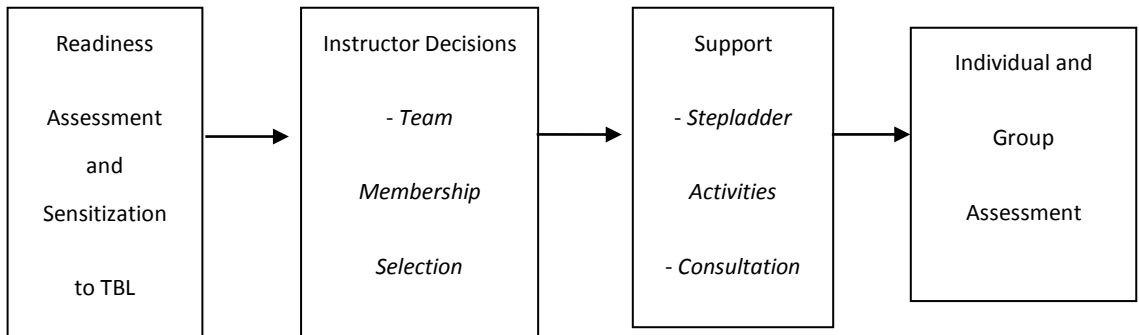 Readiness
Assessment
and
Sensitization
to TBL
Instructor Decisions
- Team
Membership
Selection
Support
- Stepladder
Activities
- Consultation
Individual and
Group
Assessment